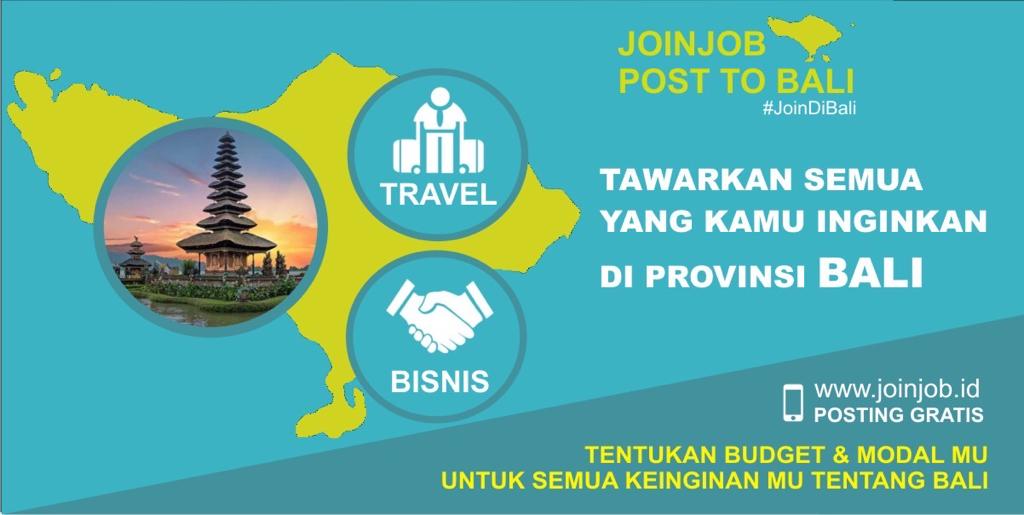 JOINJOB
POST TO BALI
#JoinDiBali
TRAVEL
BISNIS
TAWARKAN SEMUA
YANG KAMU INGINKAN
DI PROVINSI BALI
www.joinjob.id
POSTING GRATIS
TENTUKAN BUDGET & MODAL MU
UNTUK SEMUA KEINGINAN MU TENTANG BALI